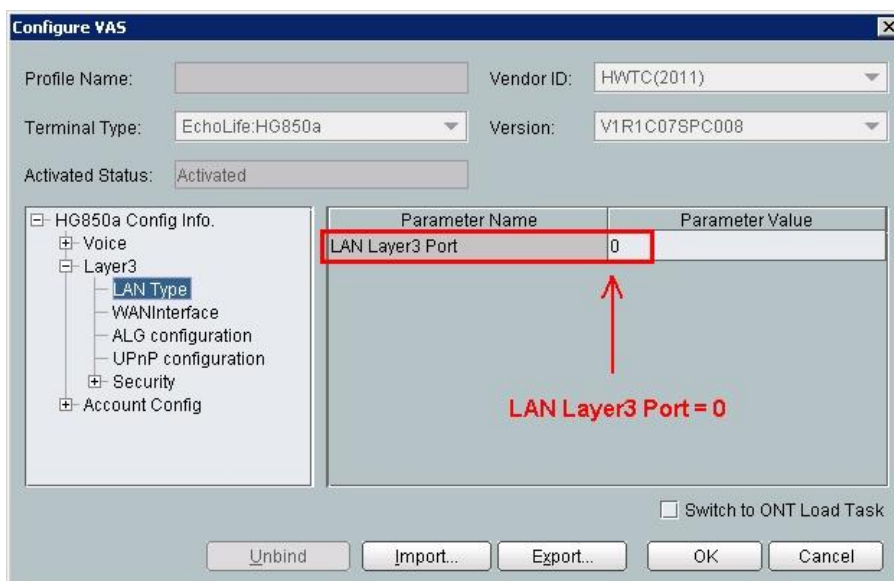 Configure VAS
Profile Name:
Vendor ID: HWTC(2011)
Terminal Type: EchoLife:HG850a
Version: V1R1C07SPC008
Activated Status: Activated
HG850a Config Info.
Voice
Layer3
LAN Type
WANInterface
ALG configuration
UPnP configuration
Security
Account Config
Parameter Name Parameter Value
LAN Layer3 Port 0
LAN Layer3 Port = 0
Switch to ONT Load Task
Unbind Import... Export... OK Cancel